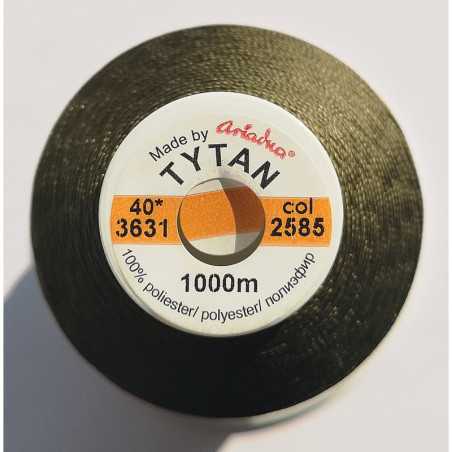 Made by Ariadna®
TYTAN
40* col
3631 2585
1000m
100% poliester/ polyester/ полиэфир